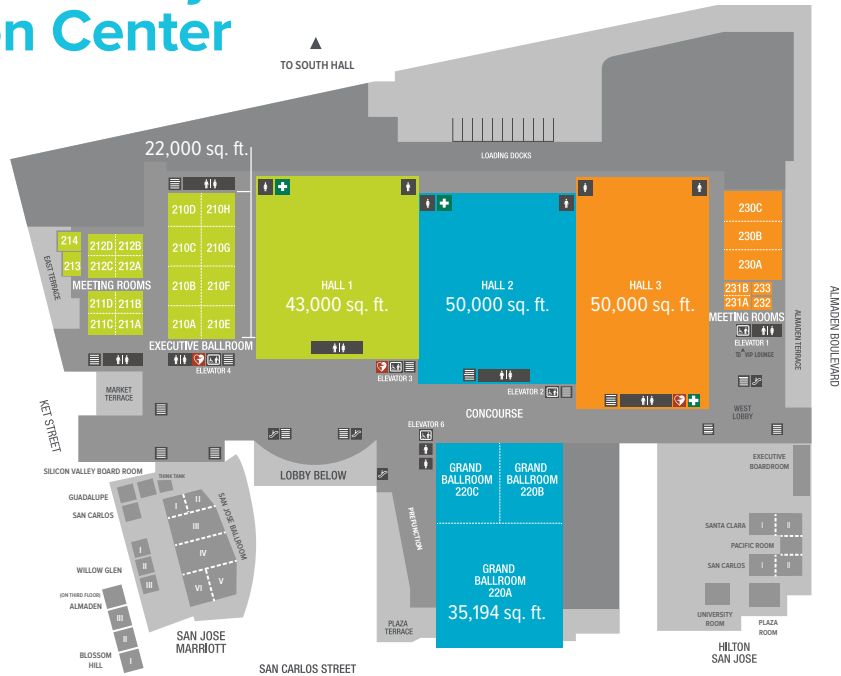 on Center
TO SOUTH HALL
LOADING DOCKS
22,000 sq. ft.
210D 210H
210C 210G
210B 210F
210A 210E
EXECUTIVE BALLROOM
ELEVATOR 4
214
213
EAST TERRACE
212D 212B
212C 212A
MEETING ROOMS
211D 211B
211C 211A
HALL 1
43,000 sq. ft.
ELEVATOR 3
HALL 2
50,000 sq. ft.
ELEVATOR 2
HALL 3
50,000 sq. ft.
230C
230B
230A
231B 233
231A 232
MEETING ROOMS
ELEVATOR 1
TO VIP LOUNGE
ALMADEN TERRACE
ALMADEN BOULEVARD
MARKET
TERRACE
KET STREET
CONCOURSE
WEST
LOBBY
ELEVATOR 6
LOBBY BELOW
PREFUNCTION
GRAND
BALLROOM
220C
GRAND
BALLROOM
220B
GRAND
BALLROOM
220A
35,194 sq. ft.
PLAZA
TERRACE
SILICON VALLEY BOARD ROOM
THINK TANK
GUADALUPE
SAN CARLOS
I II
III
IV
VI V
SAN JOSE BALLROOM
WILLOW GLEN
I
II
III
(ON THIRD FLOOR)
ALMADEN
III
II
I
BLOSSOM
HILL
SAN JOSE
MARRIOTT
SAN CARLOS STREET
EXECUTIVE
BOARDROOM
SANTA CLARA I II
PACIFIC ROOM
SAN CARLOS I II
UNIVERSITY
ROOM
PLAZA
ROOM
HILTON
SAN JOSE